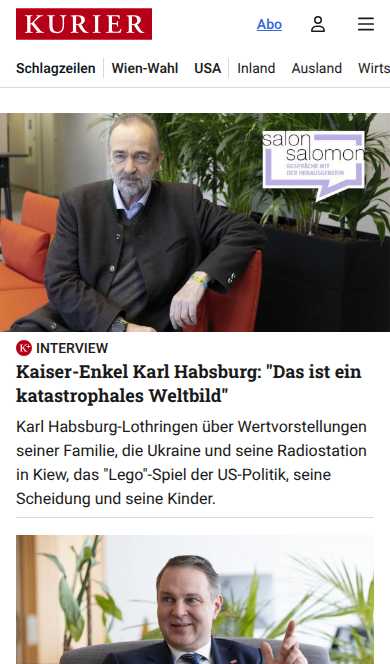 KURIER
Abo
Schlagzeilen Wien-Wahl USA Inland Ausland Wirts
salon
salomon
GESPRÄCHE MIT
DER HERAUSGEBERIN
K+ INTERVIEW
Kaiser-Enkel Karl Habsburg: "Das ist ein
katastrophales Weltbild"
Karl Habsburg-Lothringen über Wertvorstellungen
seiner Familie, die Ukraine und seine Radiostation
in Kiew, das "Lego"-Spiel der US-Politik, seine
Scheidung und seine Kinder.